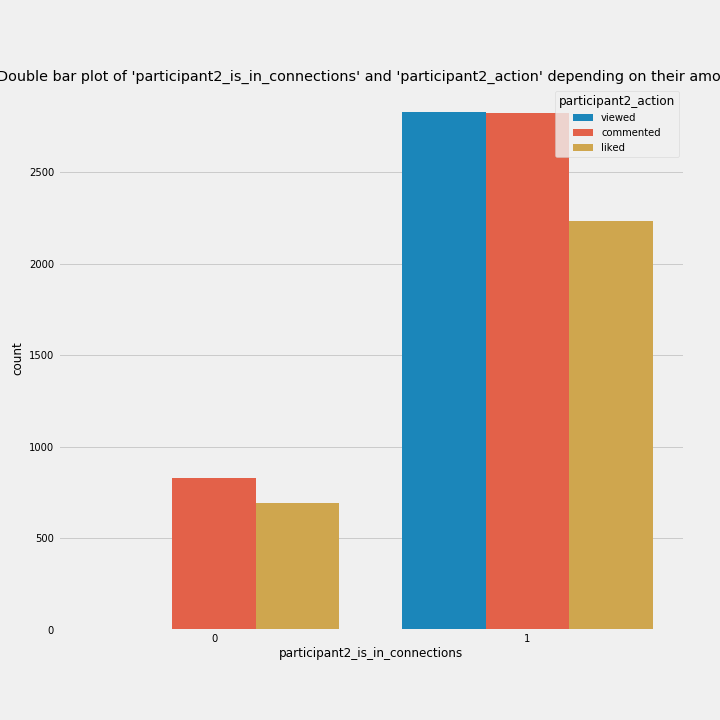 Double bar plot of 'participant2_is_in_connections' and 'participant2_action' depending on their amo
participant2_action
viewed
commented
liked
2500
2000
1500
1000
500
0
count
0 1
participant2_is_in_connections